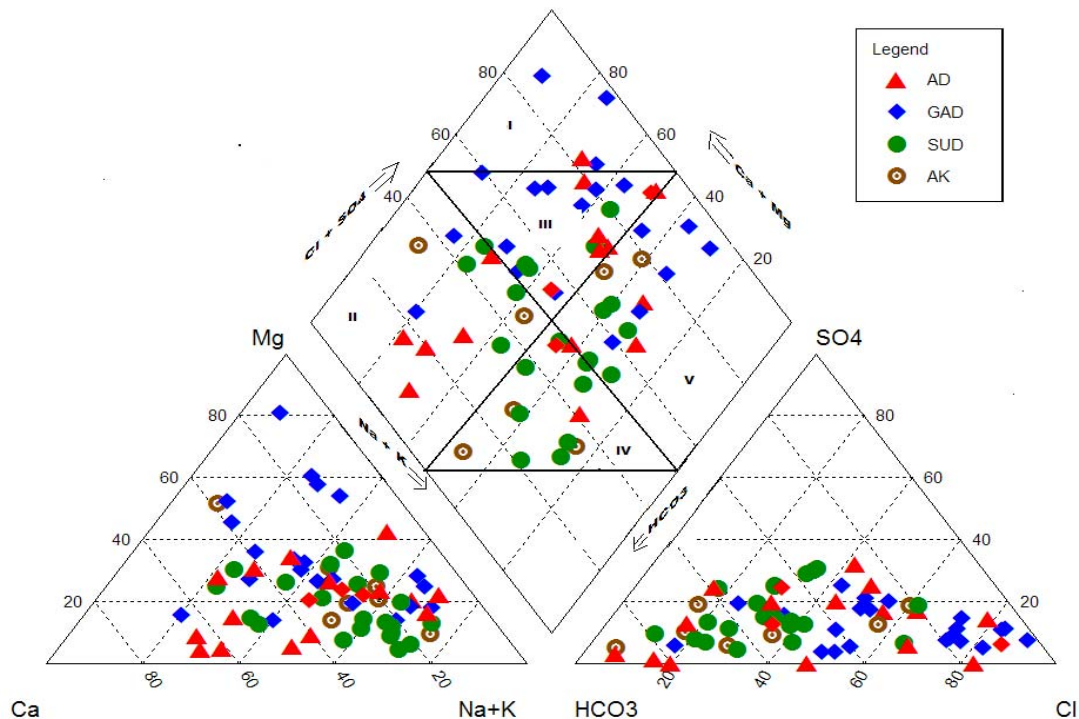 Legend
AD
GAD
SUD
AK
80
80
60
60
40
40
20
I
II
III
IV
V
Cl + SO4
Ca + Mg
Na + K
HCO3
Mg
SO4
80
60
40
20
80
60
40
20
80
60
40
20
20
40
60
80
Ca
Na+K
HCO3
Cl